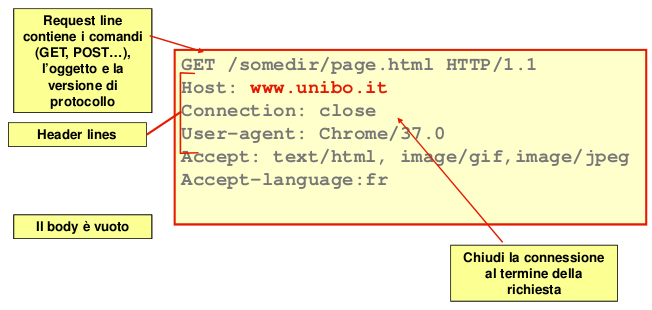 Request line
contiene i comandi
(GET, POST…),
l'oggetto e la
versione di
protocollo
GET /somedir/page.html HTTP/1.1
Host: www.unibo.it
Connection: close
User-agent: Chrome/37.0
Accept: text/html, image/gif,image/jpeg
Accept-language:fr
Header lines
Il body è vuoto
Chiudi la connessione
al termine della
richiesta